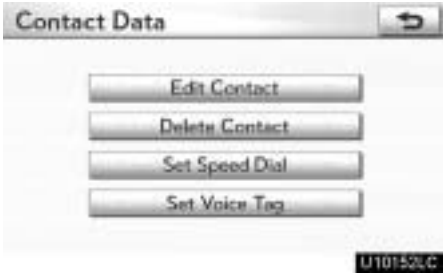 Contact Data
Edit Contact
Delete Contact
Set Speed Dial
Set Voice Tag
U10152LC